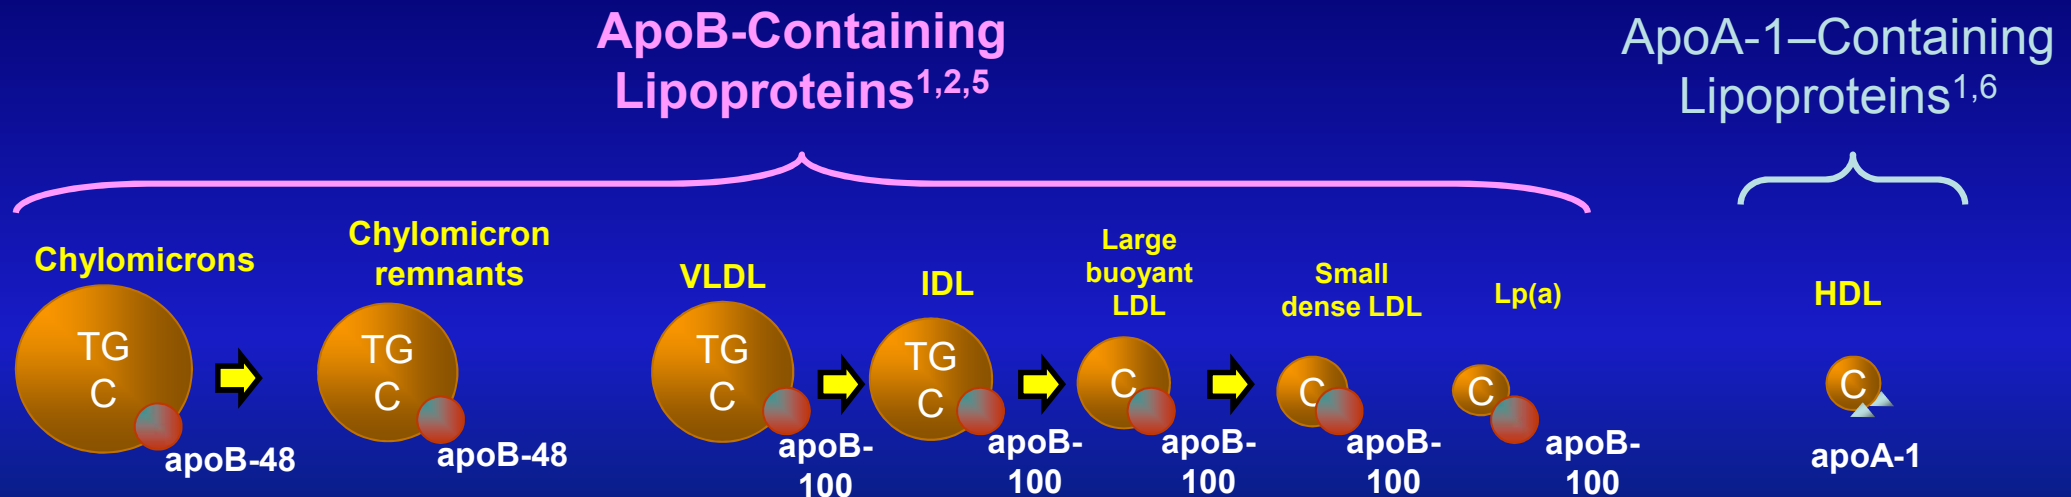 ApoB-Containing
Lipoproteins1,2,5
ApoA-1–Containing
Lipoproteins1,6
Chylomicrons
TG
C
apoB-48
Chylomicron
remnants
TG
C
apoB-48
VLDL
TG
C
apoB-
100
IDL
TG
C
apoB-
100
Large
buoyant
LDL
C
apoB-
100
Small
dense LDL
C
apoB-
100
Lp(a)
C
apoB-
100
HDL
C
apoA-1